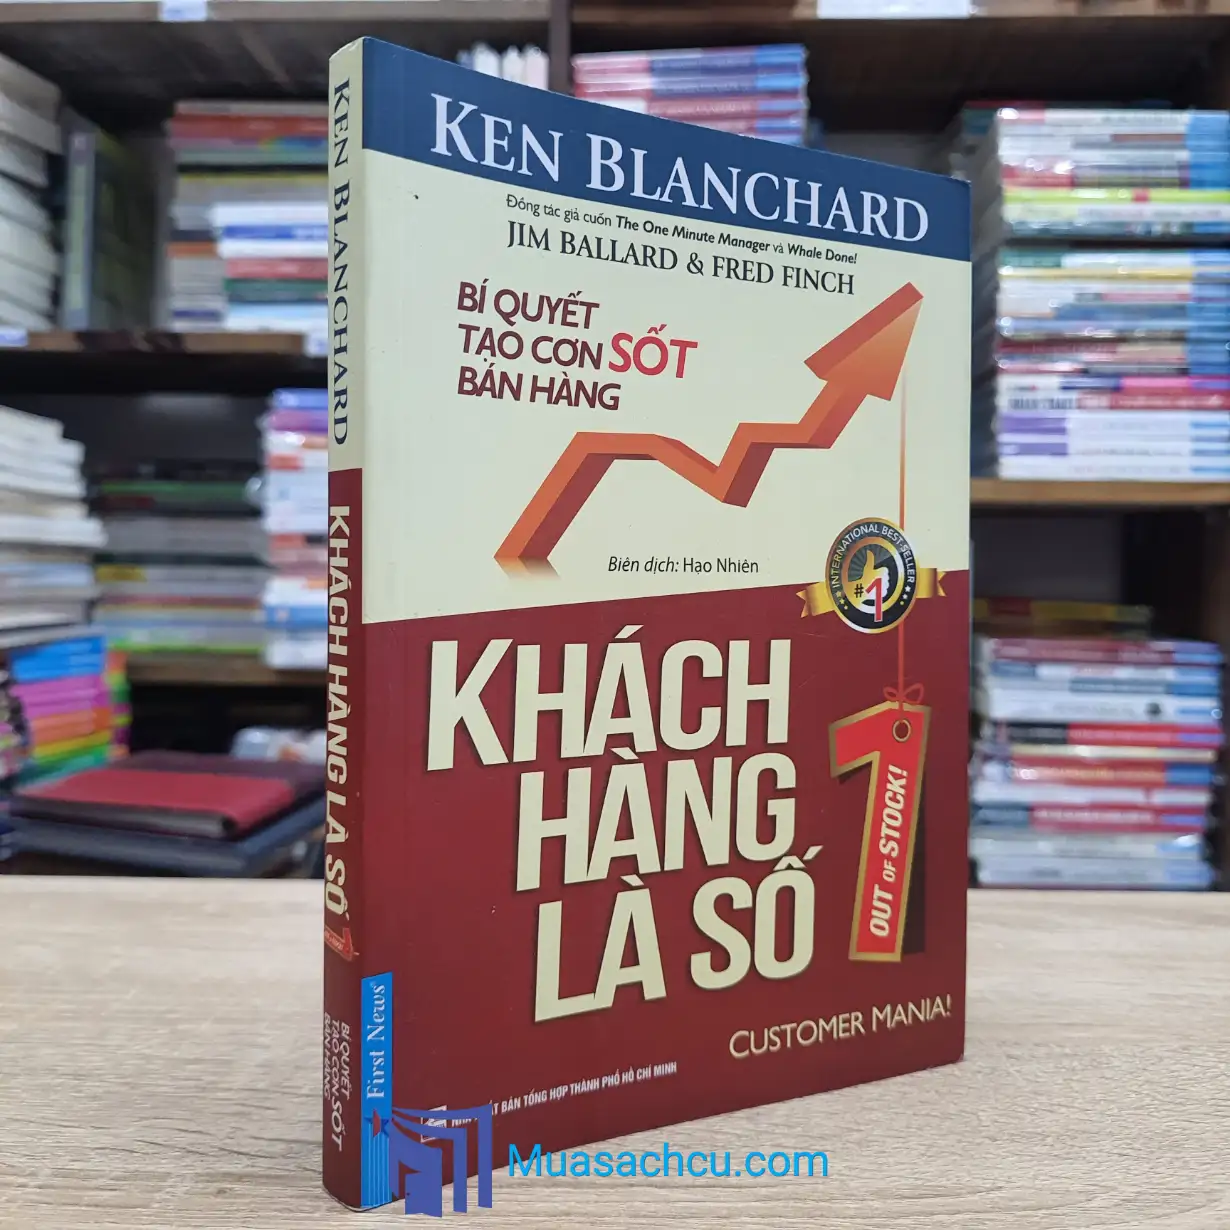 KEN BLANCHARD
Đồng tác giả cuốn The One Minute Manager và Whale Done!
JIM BALLARD & FRED FINCH
BÍ QUYẾT
TẠO CƠN SỐT
BÁN HÀNG
Biên dịch: Hạo Nhiên
INTERNATIONAL BEST-SELLER
#1
KHÁCH
HÀNG
LÀ SỐ
1
OUT OF STOCK!
CUSTOMER MANIA!
XUẤT BẢN TỔNG HỢP THÀNH PHỐ HỒ CHÍ MINH
KEN BLANCHARD
KHÁCH HÀNG LÀ SỐ 1
BÍ QUYẾT
TẠO CƠN SỐT
BÁN HÀNG
First News
Muasachcu.com